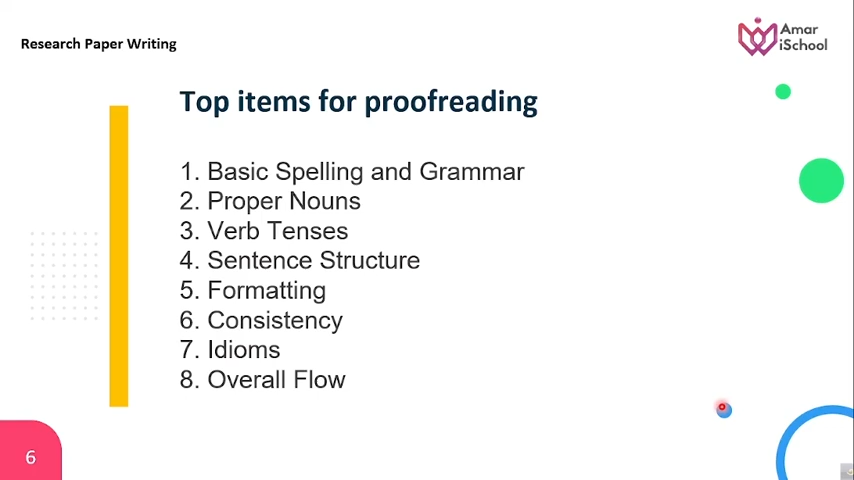 Research Paper Writing
Amar
iSchool
Top items for proofreading
1. Basic Spelling and Grammar
2. Proper Nouns
3. Verb Tenses
4. Sentence Structure
5. Formatting
6. Consistency
7. Idioms
8. Overall Flow
6